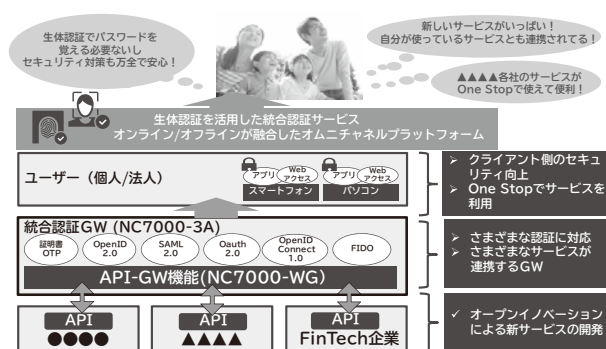 生体認証でパスワードを
覚える必要ないし
セキュリティ対策も万全で安心！
新しいサービスがいっぱい！
自分が使っているサービスとも連携されてる！
▲▲▲▲各社のサービスが
One Stopで使えて便利！
生体認証を活用した統合認証サービス
オンライン/オフラインが融合したオムニチャネルプラットフォーム
ユーザー（個人/法人）
アプリ
Web
アクセス
スマートフォン
アプリ
Web
アクセス
パソコン
➢ クライアント側のセキュ
リティ向上
➢ One Stopでサービスを
利用
統合認証GW (NC7000-3A)
証明書
OTP
OpenID
2.0
SAML
2.0
Oauth
2.0
OpenID
Connect
1.0
FIDO
API-GW機能(NC7000-WG)
➢ さまざまな認証に対応
➢ さまざまなサービスが
連携するGW
API
●●●●
API
▲▲▲▲
API
FinTech企業
✓ オープンイノベーション
による新サービスの開発